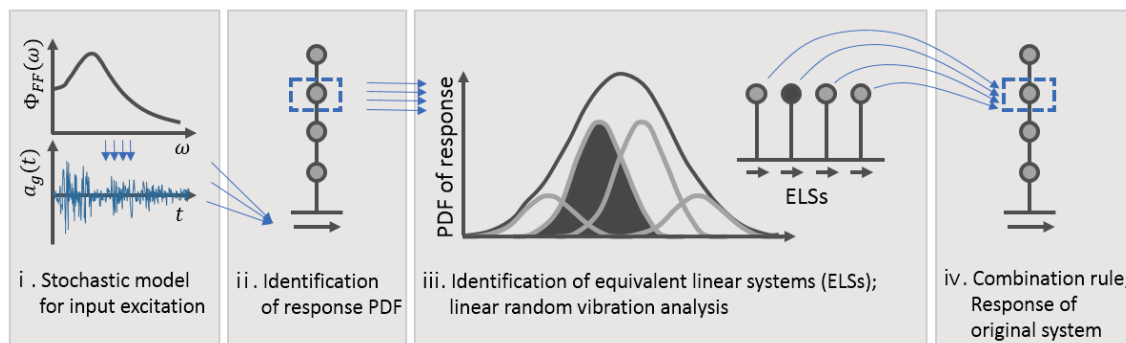 Φ_FF(ω)
ω
a_g(t)
t
PDF of response
ELSs
ⅰ. Stochastic model
for input excitation
ⅱ. Identification
of response PDF
ⅲ. Identification of equivalent linear systems (ELSs);
linear random vibration analysis
ⅳ. Combination rule;
Response of
original system